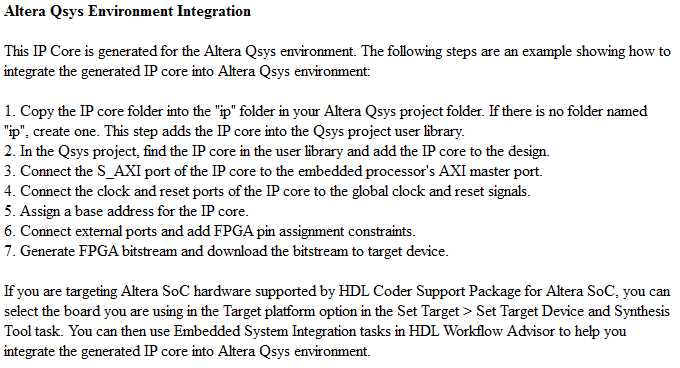 Altera Qsys Environment Integration
This IP Core is generated for the Altera Qsys environment. The following steps are an example showing how to
integrate the generated IP core into Altera Qsys environment:
1. Copy the IP core folder into the "ip" folder in your Altera Qsys project folder. If there is no folder named
"ip", create one. This step adds the IP core into the Qsys project user library.
2. In the Qsys project, find the IP core in the user library and add the IP core to the design.
3. Connect the S_AXI port of the IP core to the embedded processor's AXI master port.
4. Connect the clock and reset ports of the IP core to the global clock and reset signals.
5. Assign a base address for the IP core.
6. Connect external ports and add FPGA pin assignment constraints.
7. Generate FPGA bitstream and download the bitstream to target device.
If you are targeting Altera SoC hardware supported by HDL Coder Support Package for Altera SoC, you can
select the board you are using in the Target platform option in the Set Target > Set Target Device and Synthesis
Tool task. You can then use Embedded System Integration tasks in HDL Workflow Advisor to help you
integrate the generated IP core into Altera Qsys environment.